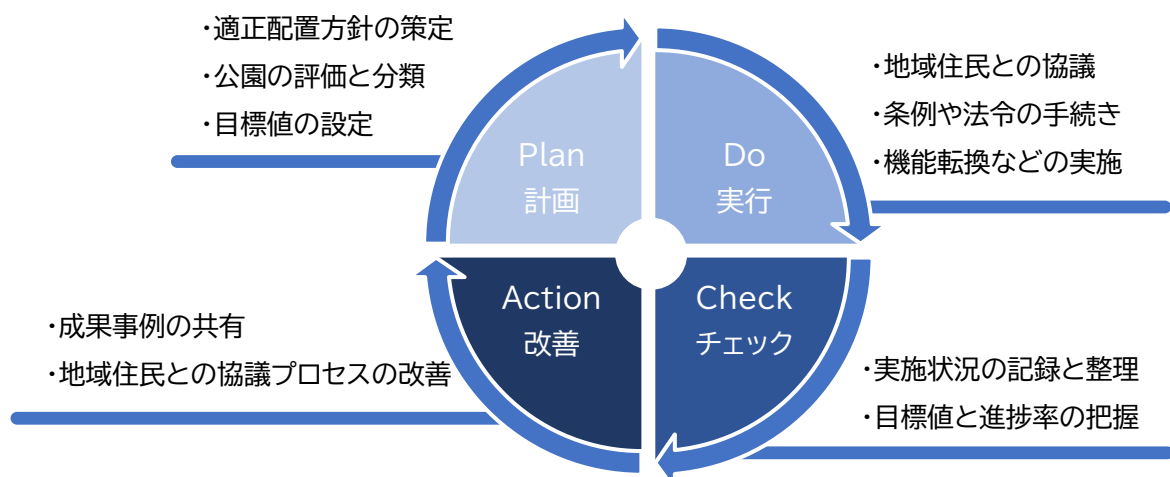 ・適正配置方針の策定
・公園の評価と分類
・目標値の設定
Plan
計画
Do
実行
・地域住民との協議
・条例や法令の手続き
・機能転換などの実施
・成果事例の共有
・地域住民との協議プロセスの改善
Action
改善
Check
チェック
・実施状況の記録と整理
・目標値と進捗率の把握